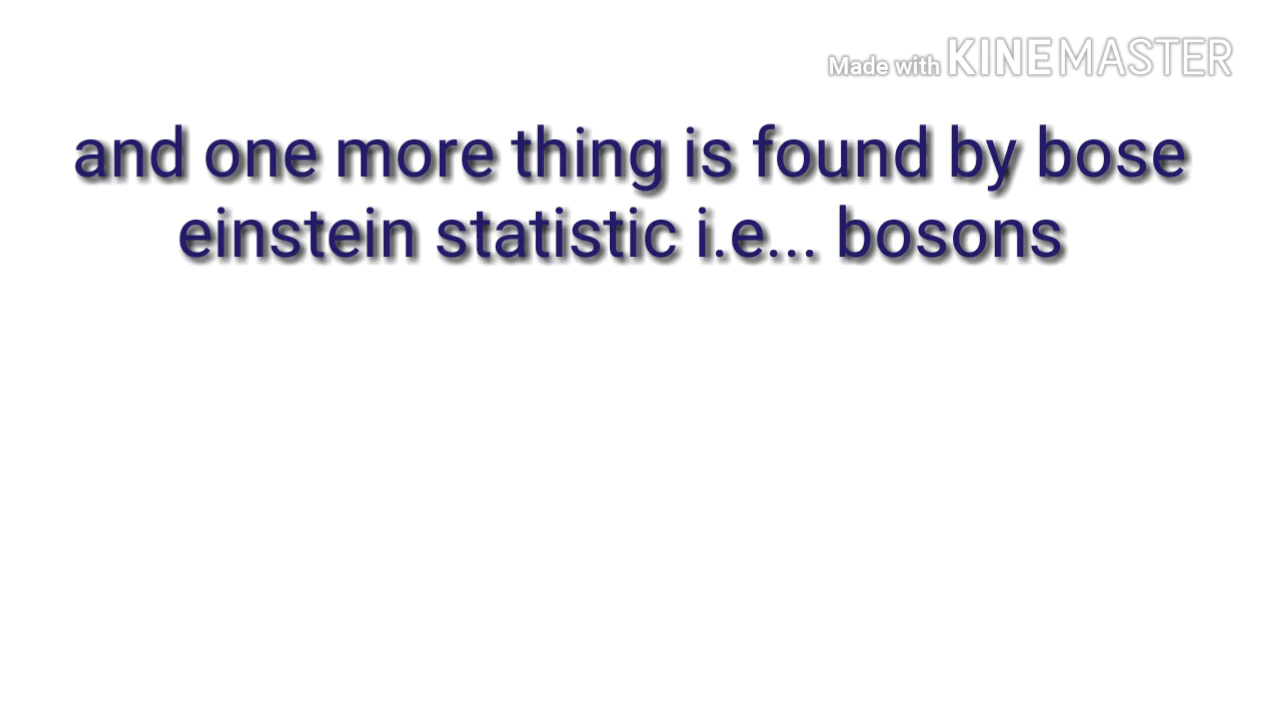 Made with KINEMASTER
and one more thing is found by bose
einstein statistic i.e... bosons